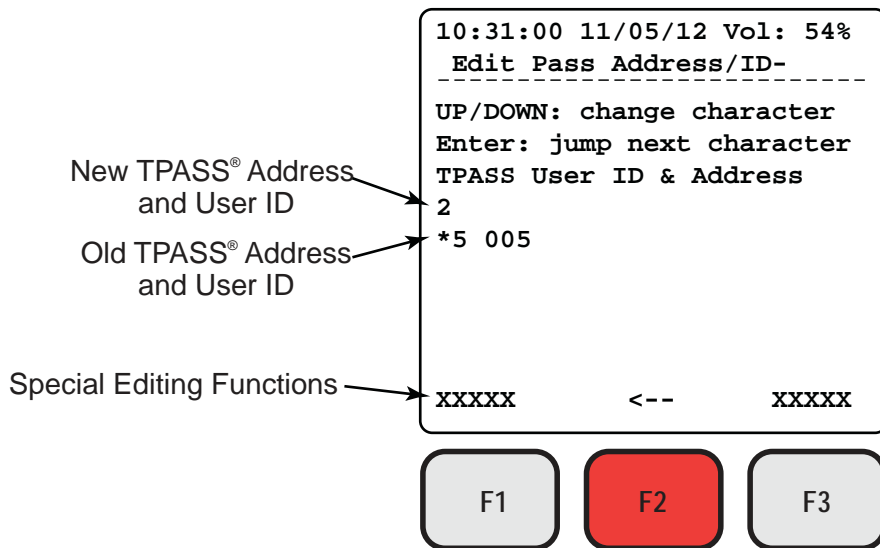 10:31:00 11/05/12 Vol: 54%
Edit Pass Address/ID-
----------------------------
UP/DOWN: change character
Enter: jump next character
TPASS User ID & Address
2
*5 005
New TPASS® Address
and User ID
Old TPASS® Address
and User ID
Special Editing Functions
XXXXX <-- XXXXX
F1 F2 F3